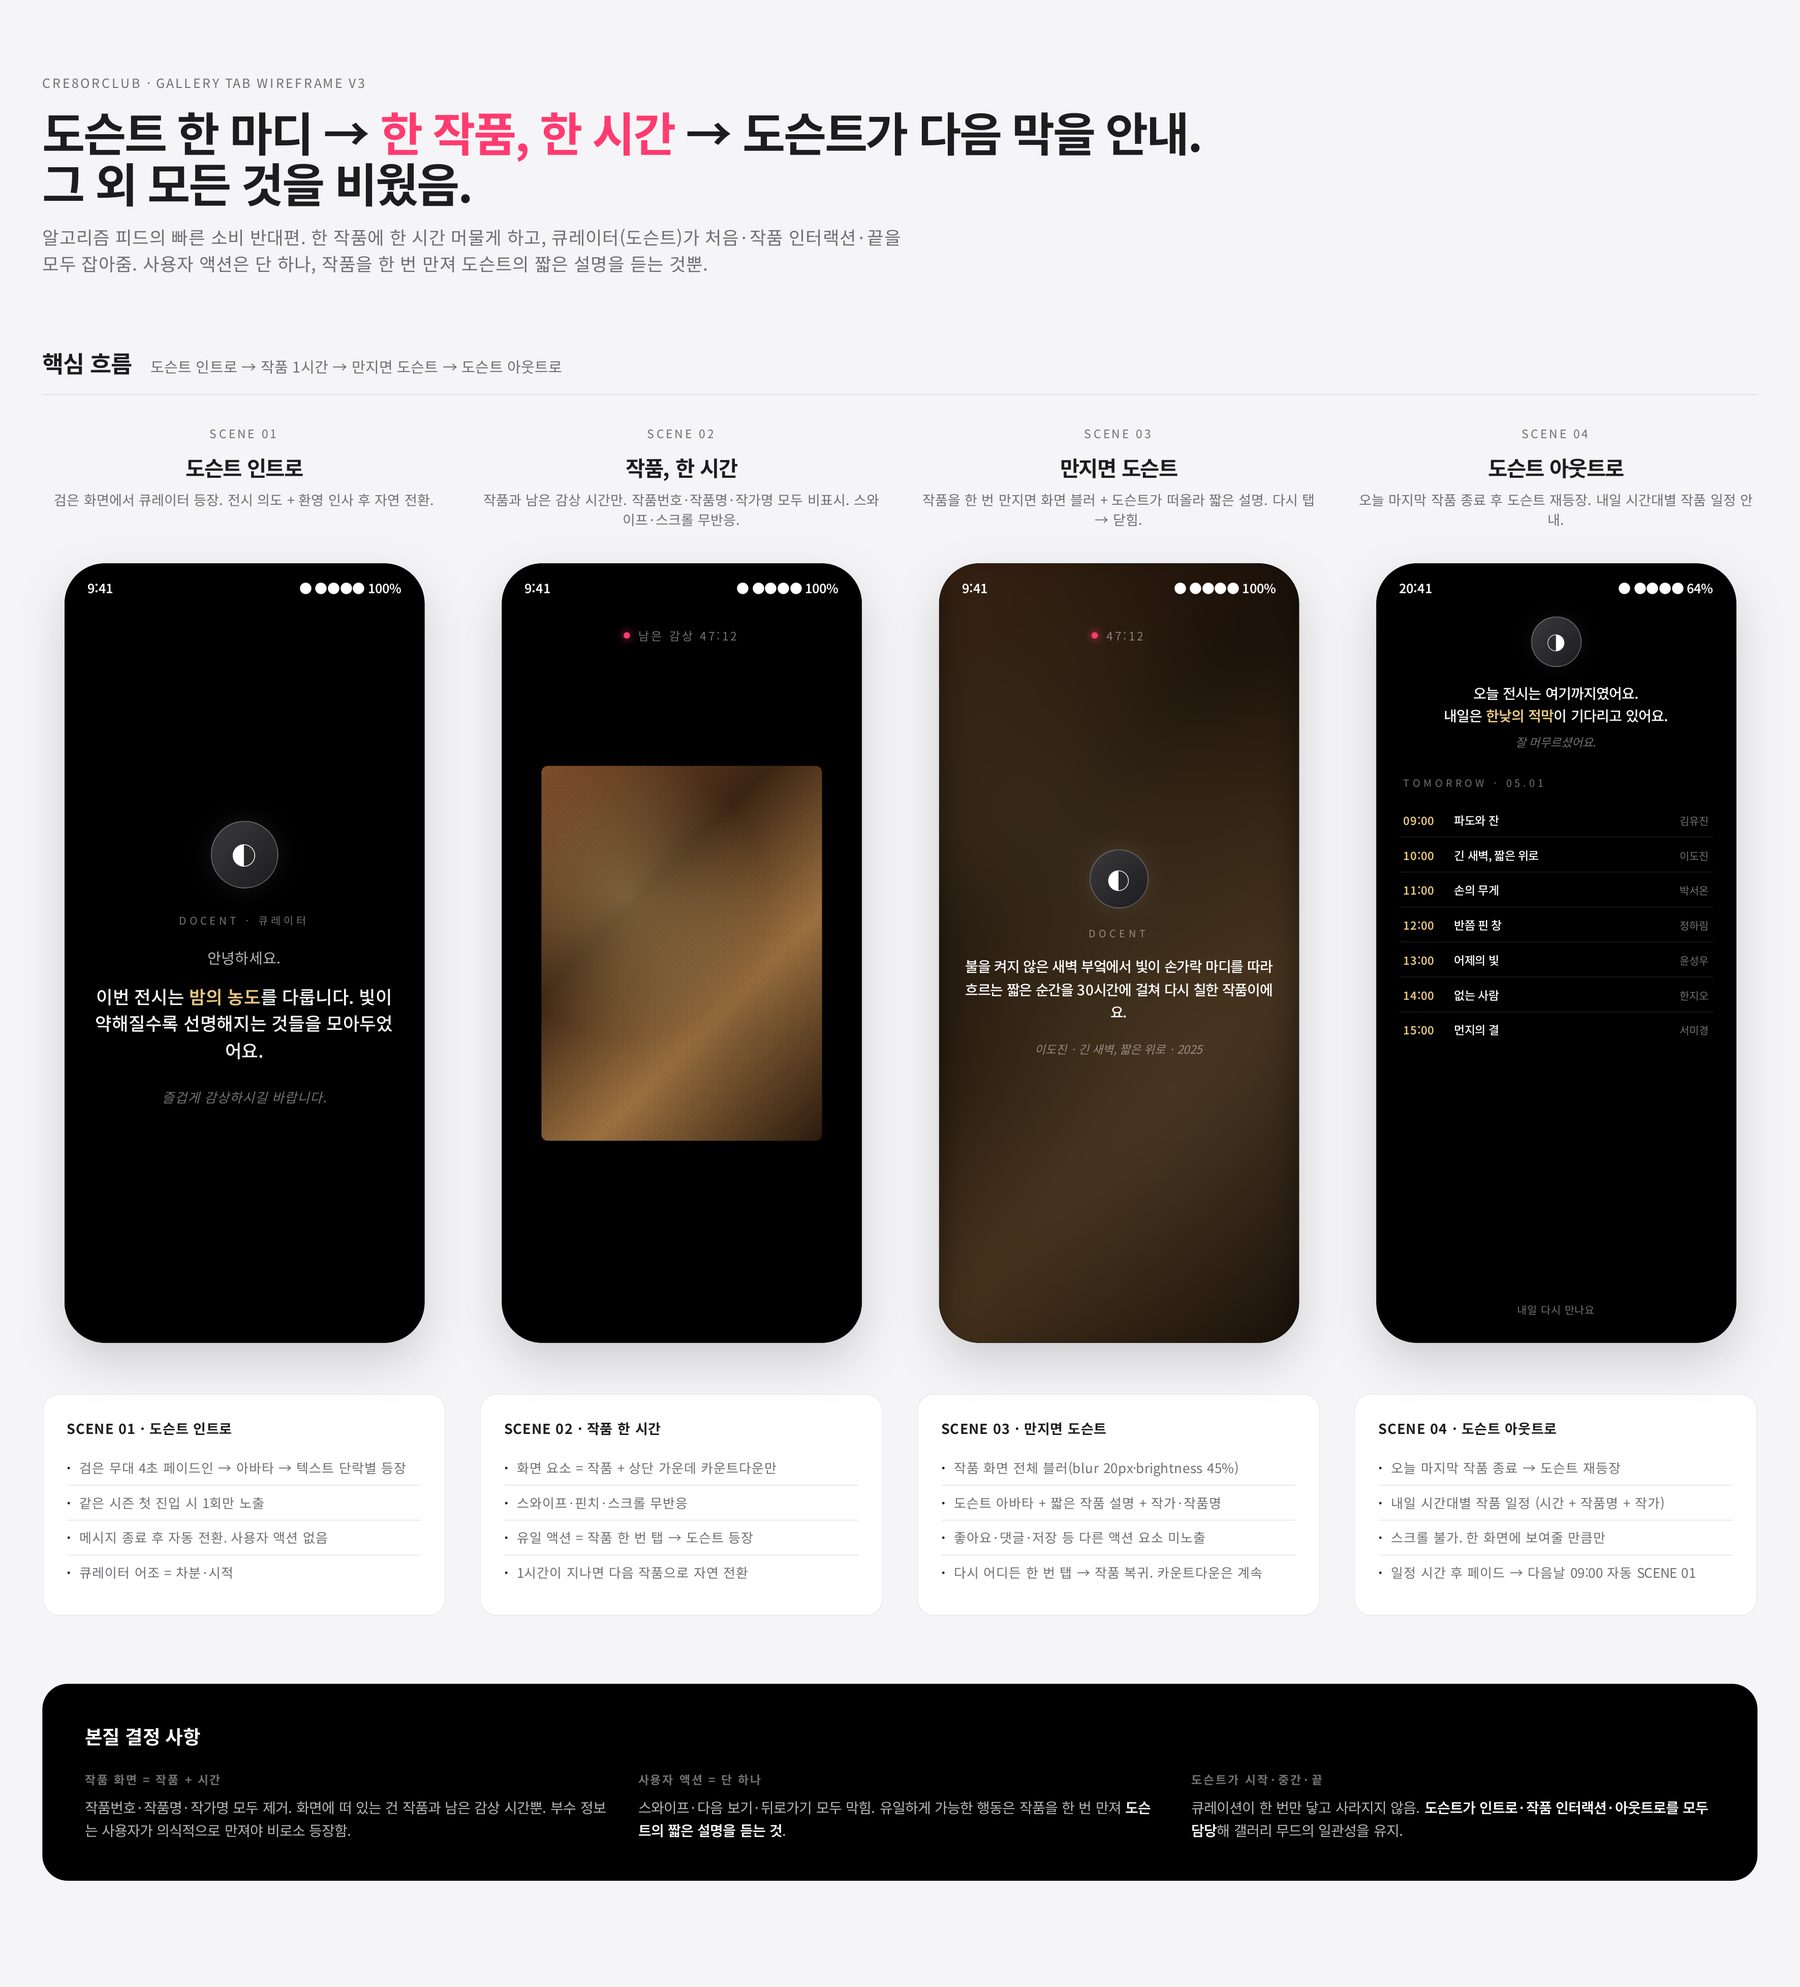 CRE8ORCLUB · GALLERY TAB WIREFRAME V3
도슨트 한 마디 → 한 작품, 한 시간 → 도슨트가 다음 막을 안내.
그 외 모든 것을 비웠음.
알고리즘 피드의 빠른 소비 반대편. 한 작품에 한 시간 머물게 하고, 큐레이터(도슨트)가 처음·작품 인터랙션·끝을
모두 잡아줌. 사용자 액션은 단 하나, 작품을 한 번 만져 도슨트의 짧은 설명을 듣는 것뿐.
핵심 흐름 도슨트 인트로 → 작품 1시간 → 만지면 도슨트 → 도슨트 아웃트로
SCENE 01
도슨트 인트로
검은 화면에서 큐레이터 등장. 전시 의도 + 환영 인사 후 자연 전환.
9:41 100%
DOCENT · 큐레이터
안녕하세요.
이번 전시는 밤의 농도를 다룹니다. 빛이
약해질수록 선명해지는 것들을 모아두었
어요.
즐겁게 감상하시길 바랍니다.
SCENE 02
작품, 한 시간
작품과 남은 감상 시간만. 작품번호·작품명·작가명 모두 비표시. 스와
이프·스크롤 무반응.
9:41 100%
남은 감상 47:12
SCENE 03
만지면 도슨트
작품을 한 번 만지면 화면 블러 + 도슨트가 떠올라 짧은 설명. 다시 탭
→ 닫힘.
9:41 100%
47:12
DOCENT
불을 켜지 않은 새벽 부엌에서 빛이 손가락 마디를 따라
흐르는 짧은 순간을 30시간에 걸쳐 다시 칠한 작품이에
요.
이도진 · 긴 새벽, 짧은 위로 · 2025
SCENE 04
도슨트 아웃트로
오늘 마지막 작품 종료 후 도슨트 재등장. 내일 시간대별 작품 일정 안
내.
20:41 64%
오늘 전시는 여기까지였어요.
내일은 한낮의 적막이 기다리고 있어요.
잘 머무르셨어요.
TOMORROW · 05.01
09:00 파도와 잔 김유진
10:00 긴 새벽, 짧은 위로 이도진
11:00 손의 무게 박서온
12:00 반쯤 핀 창 정하림
13:00 어제의 빛 윤성우
14:00 없는 사람 한지오
15:00 먼지의 결 서미경
내일 다시 만나요
SCENE 01 · 도슨트 인트로
· 검은 무대 4초 페이드인 → 아바타 → 텍스트 단락별 등장
· 같은 시즌 첫 진입 시 1회만 노출
· 메시지 종료 후 자동 전환. 사용자 액션 없음
· 큐레이터 어조 = 차분·시적
SCENE 02 · 작품 한 시간
· 화면 요소 = 작품 + 상단 가운데 카운트다운만
· 스와이프·핀치·스크롤 무반응
· 유일 액션 = 작품 한 번 탭 → 도슨트 등장
· 1시간이 지나면 다음 작품으로 자연 전환
SCENE 03 · 만지면 도슨트
· 작품 화면 전체 블러(blur 20px·brightness 45%)
· 도슨트 아바타 + 짧은 작품 설명 + 작가·작품명
· 좋아요·댓글·저장 등 다른 액션 요소 미노출
· 다시 어디든 한 번 탭 → 작품 복귀. 카운트다운은 계속
SCENE 04 · 도슨트 아웃트로
· 오늘 마지막 작품 종료 → 도슨트 재등장
· 내일 시간대별 작품 일정 (시간 + 작품명 + 작가)
· 스크롤 불가. 한 화면에 보여줄 만큼만
· 일정 시간 후 페이드 → 다음날 09:00 자동 SCENE 01
본질 결정 사항
작품 화면 = 작품 + 시간
작품번호·작품명·작가명 모두 제거. 화면에 떠 있는 건 작품과 남은 감상 시간뿐. 부수 정보
는 사용자가 의식적으로 만져야 비로소 등장함.
사용자 액션 = 단 하나
스와이프·다음 보기·뒤로가기 모두 막힘. 유일하게 가능한 행동은 작품을 한 번 만져 도슨
트의 짧은 설명을 듣는 것.
도슨트가 시작·중간·끝
큐레이션이 한 번만 닿고 사라지지 않음. 도슨트가 인트로·작품 인터랙션·아웃트로를 모두
담당해 갤러리 무드의 일관성을 유지.